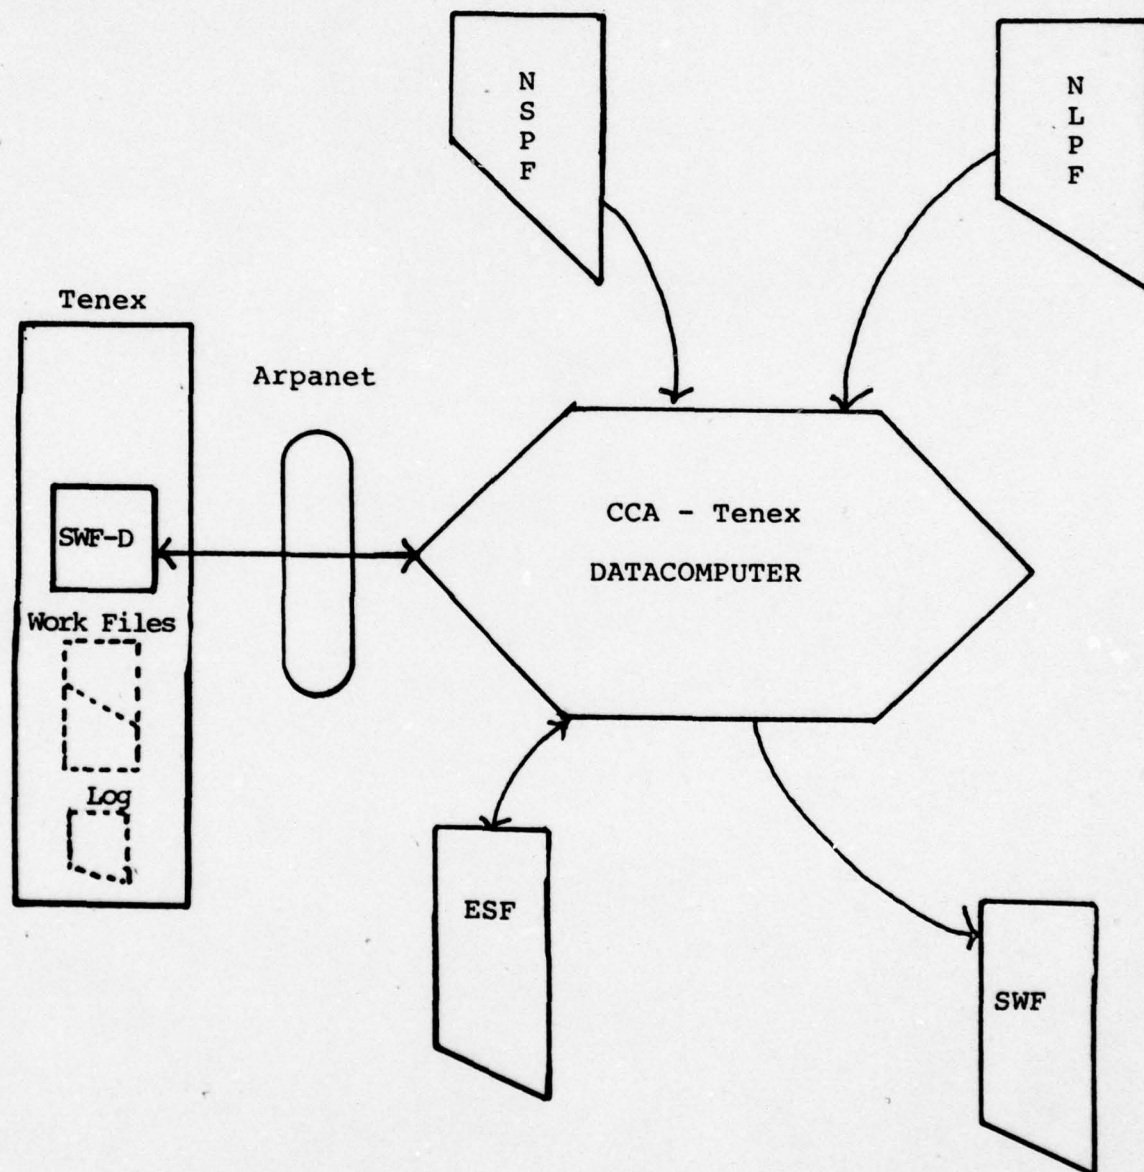 N
S
P
F
N
L
P
F
Tenex
Arpanet
CCA - Tenex
DATACOMPUTER
SWF-D
Work Files
Log
ESF
SWF